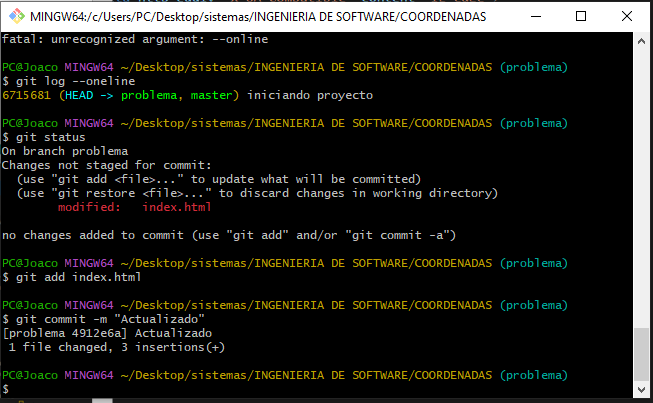 MINGW64:/c/Users/PC/Desktop/sistemas/INGENIERIA DE SOFTWARE/COORDENADAS
fatal: unrecognized argument: --online
PC@Joaco MINGW64 ~/Desktop/sistemas/INGENIERIA DE SOFTWARE/COORDENADAS (problema)
$ git log --oneline
6715681 (HEAD -> problema, master) iniciando proyecto
PC@Joaco MINGW64 ~/Desktop/sistemas/INGENIERIA DE SOFTWARE/COORDENADAS (problema)
$ git status
On branch problema
Changes not staged for commit:
(use "git add <file>..." to update what will be committed)
(use "git restore <file>..." to discard changes in working directory)
modified: index.html
no changes added to commit (use "git add" and/or "git commit -a")
PC@Joaco MINGW64 ~/Desktop/sistemas/INGENIERIA DE SOFTWARE/COORDENADAS (problema)
$ git add index.html
PC@Joaco MINGW64 ~/Desktop/sistemas/INGENIERIA DE SOFTWARE/COORDENADAS (problema)
$ git commit -m "Actualizado"
[problema 4912e6a] Actualizado
1 file changed, 3 insertions(+)
PC@Joaco MINGW64 ~/Desktop/sistemas/INGENIERIA DE SOFTWARE/COORDENADAS (problema)
$